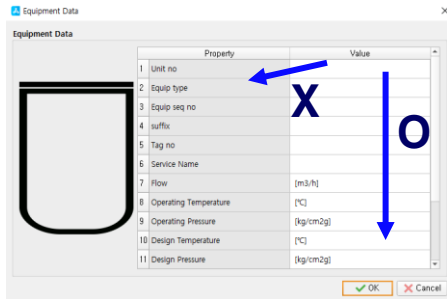 Equipment Data
Equipment Data
Property Value
1 Unit no
2 Equip type
3 Equip seq no
4 suffix
5 Tag no
6 Service Name
7 Flow [m3/h]
8 Operating Temperature [℃]
9 Operating Pressure [kg/cm2g]
10 Design Temperature [℃]
11 Design Pressure [kg/cm2g]
X
O
OK Cancel